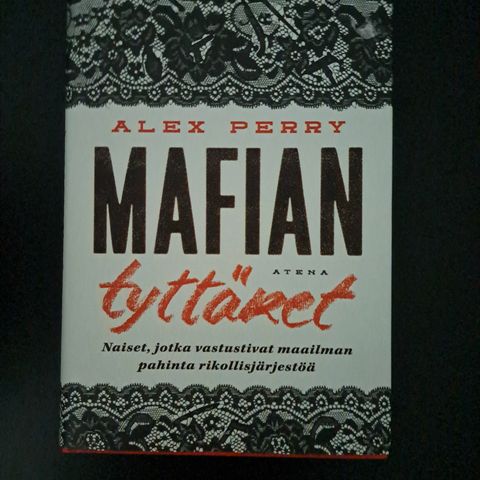 ALEX PERRY
MAFIAN
ATENA
tyttäret
Naiset, jotka vastustivat maailman
pahinta rikollisjärjestöä